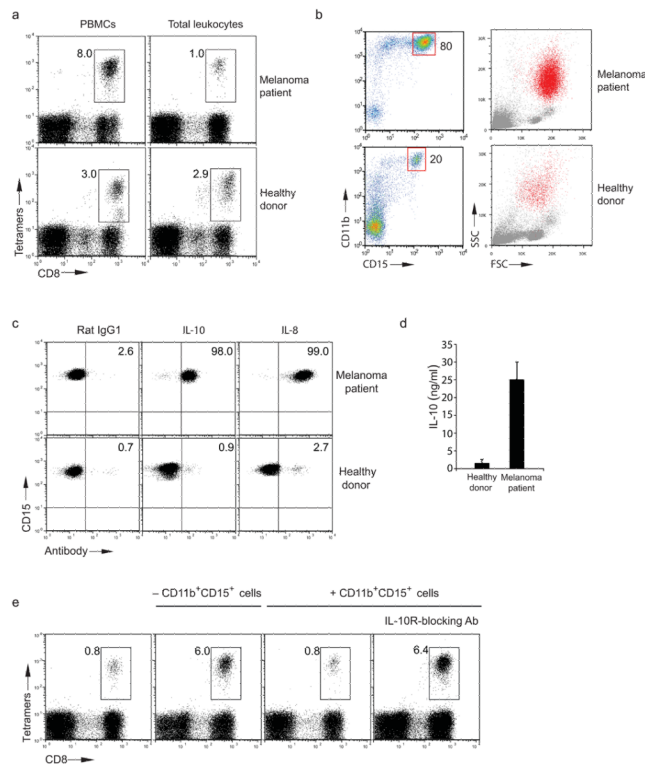 a
PBMCs
Total leukocytes
8.0
1.0
Melanoma
patient
3.0
2.9
Healthy
donor
Tetramers
CD8
b
80
Melanoma
patient
20
Healthy
donor
CD11b
CD15
SSC
FSC
c
Rat IgG1
IL-10
IL-8
2.6
98.0
99.0
Melanoma
patient
0.7
0.9
2.7
Healthy
donor
CD15
Antibody
d
35
30
25
20
15
10
5
0
IL-10 (ng/ml)
Healthy
donor
Melanoma
patient
e
– CD11b⁺CD15⁺ cells
+ CD11b⁺CD15⁺ cells
IL-10R-blocking Ab
0.8
6.0
0.8
6.4
Tetramers
CD8